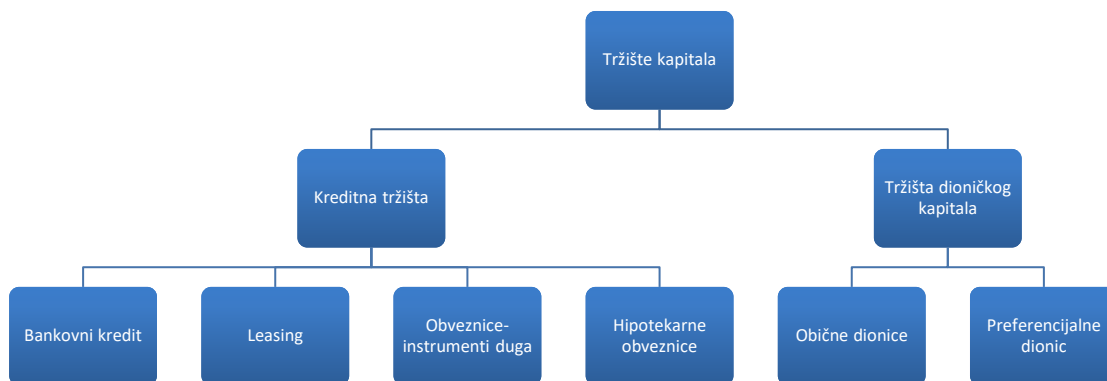 Tržište kapitala
Kreditna tržišta
Tržišta dioničkog
kapitala
Bankovni kredit
Leasing
Obveznice-
instrumenti duga
Hipotekarne
obveznice
Obične dionice
Preferencijalne
dionic